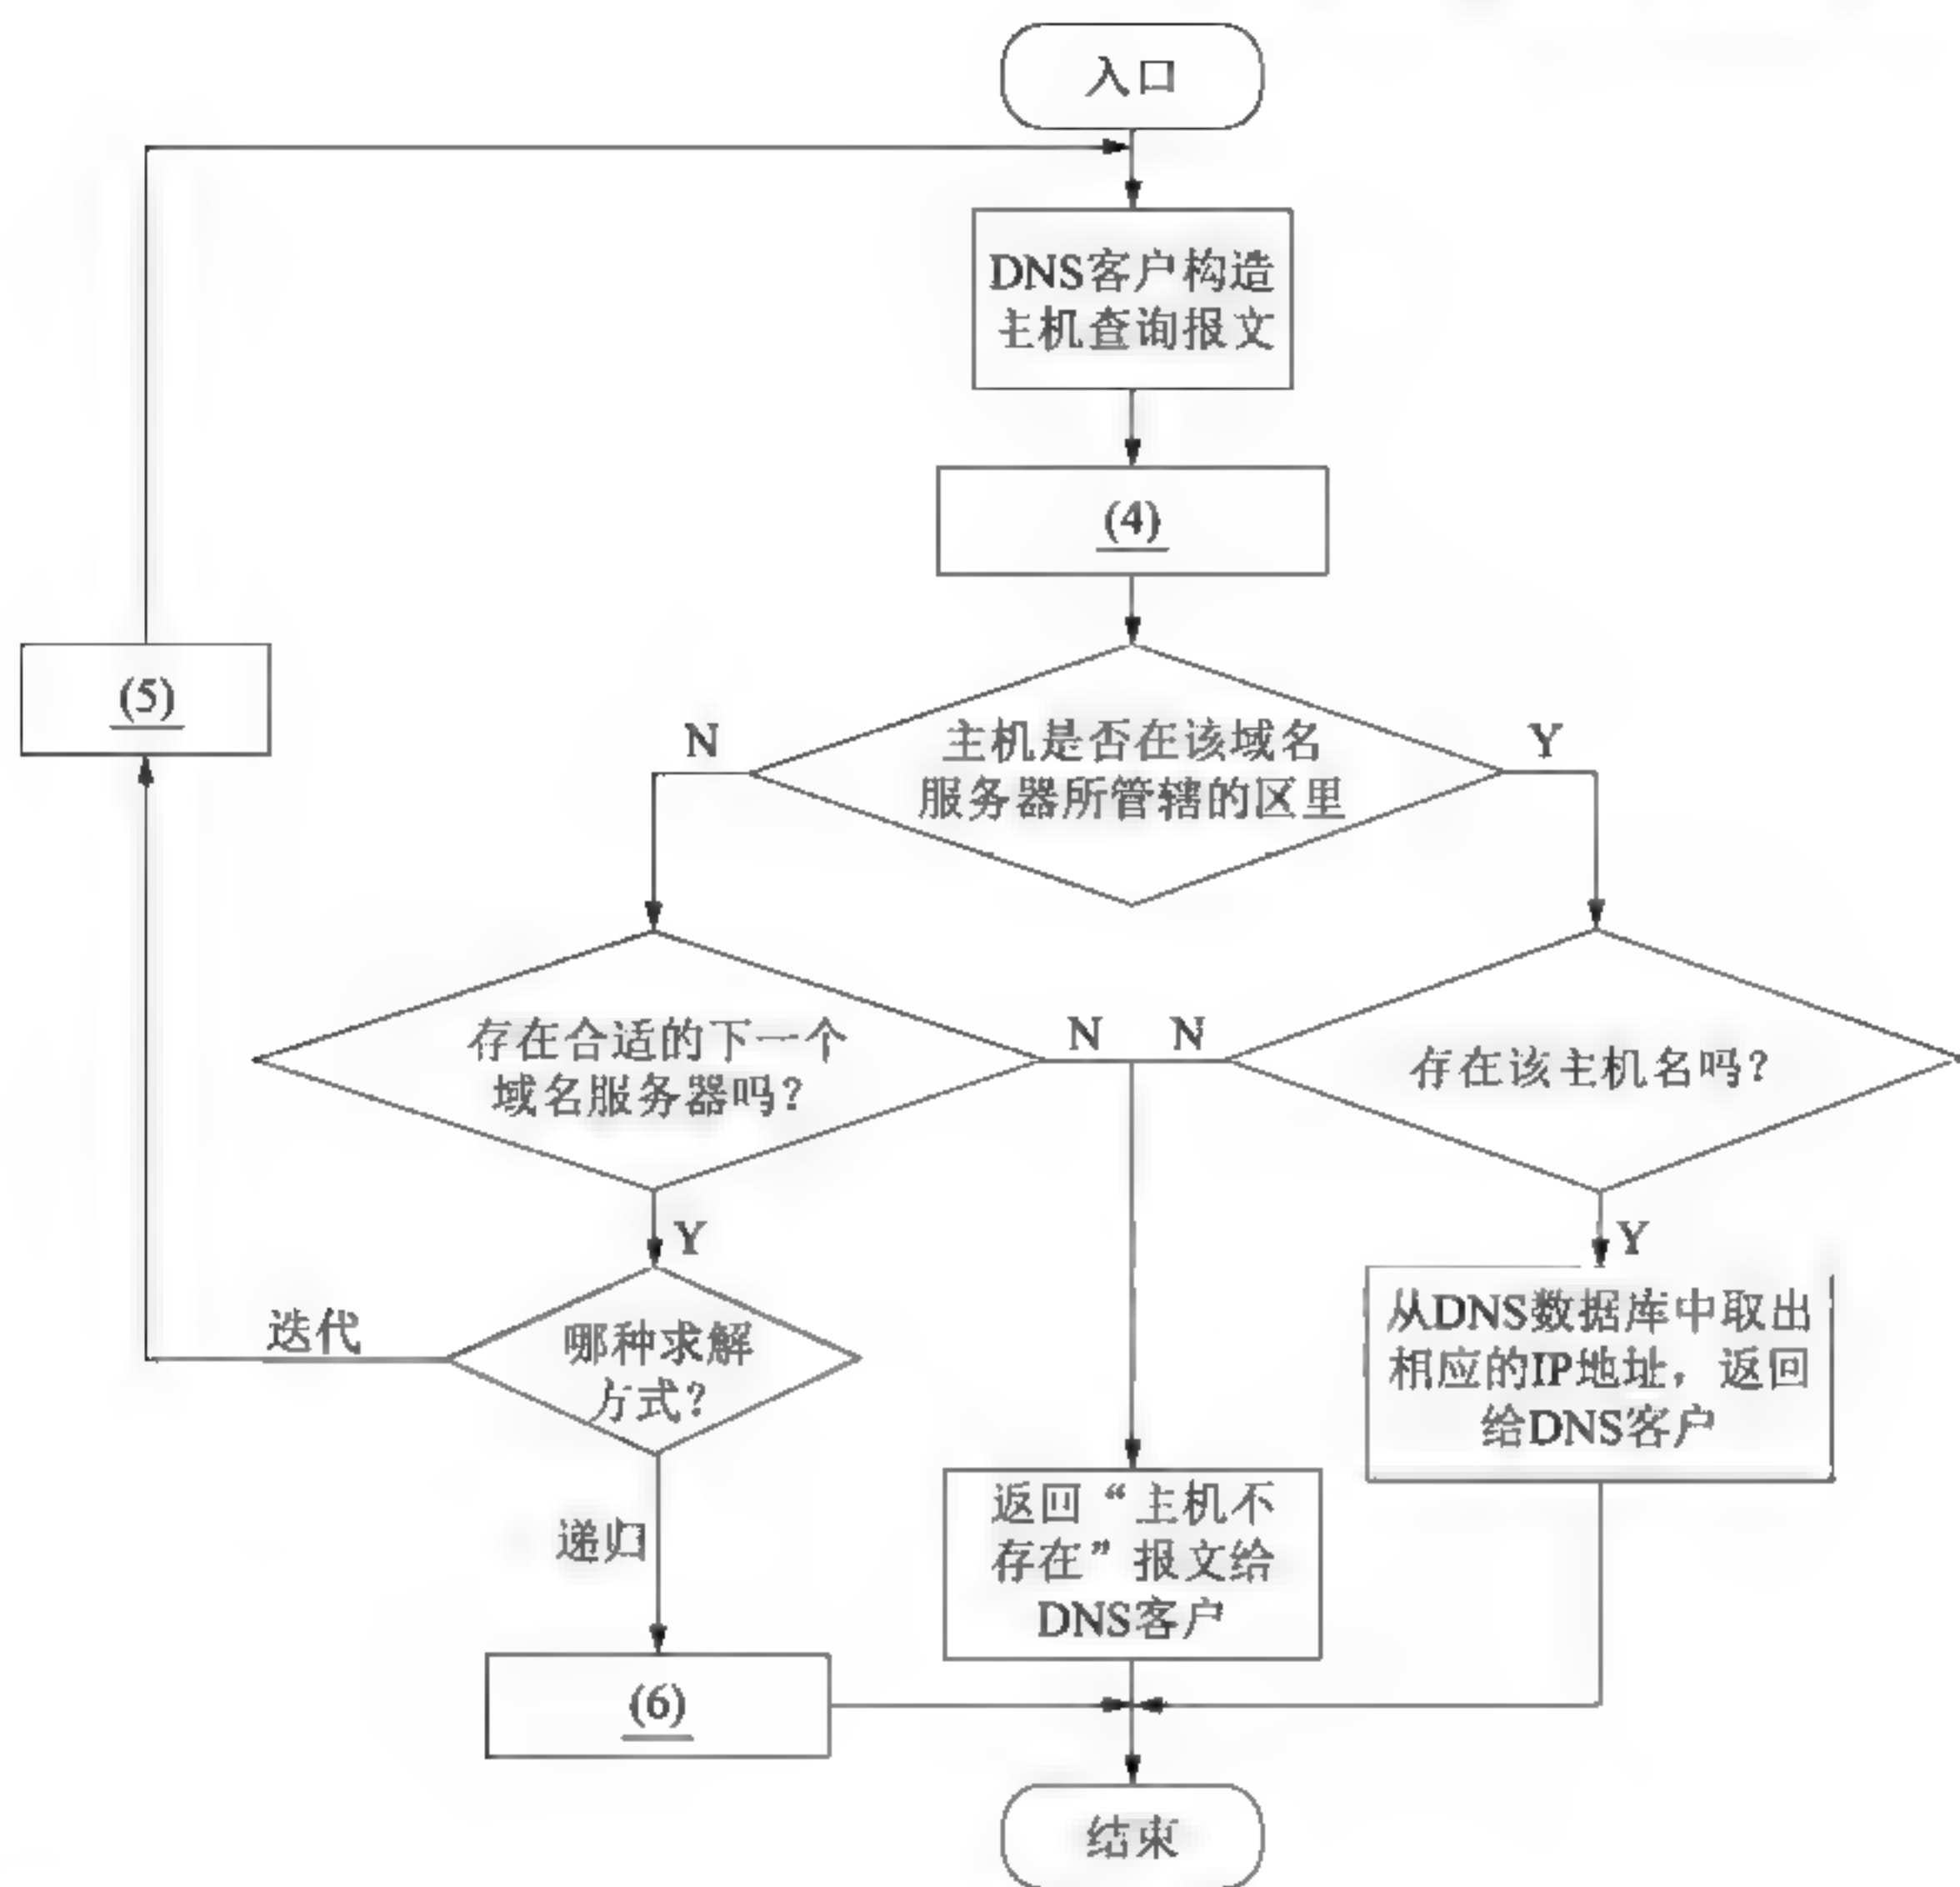 入口
DNS客户构造
主机查询报文
(4)
(5)
N
主机是否在该域名
服务器所管辖的区里
Y
存在合适的下一个
域名服务器吗?
N
N
存在该主机名吗?
Y
Y
迭代
哪种求解
方式?
从DNS数据库中取出
相应的IP地址，返回
给DNS客户
递归
返回“主机不
存在”报文给
DNS客户
(6)
结束